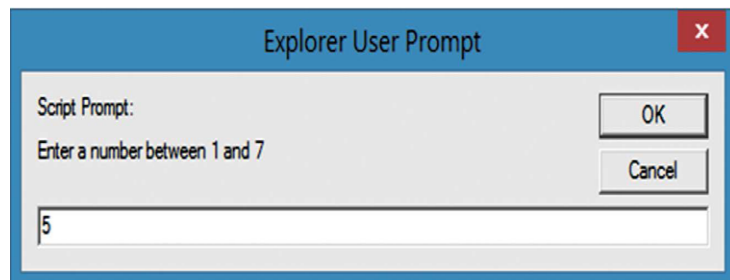 Explorer User Prompt
x
Script Prompt:
OK
Enter a number between 1 and 7
Cancel
5